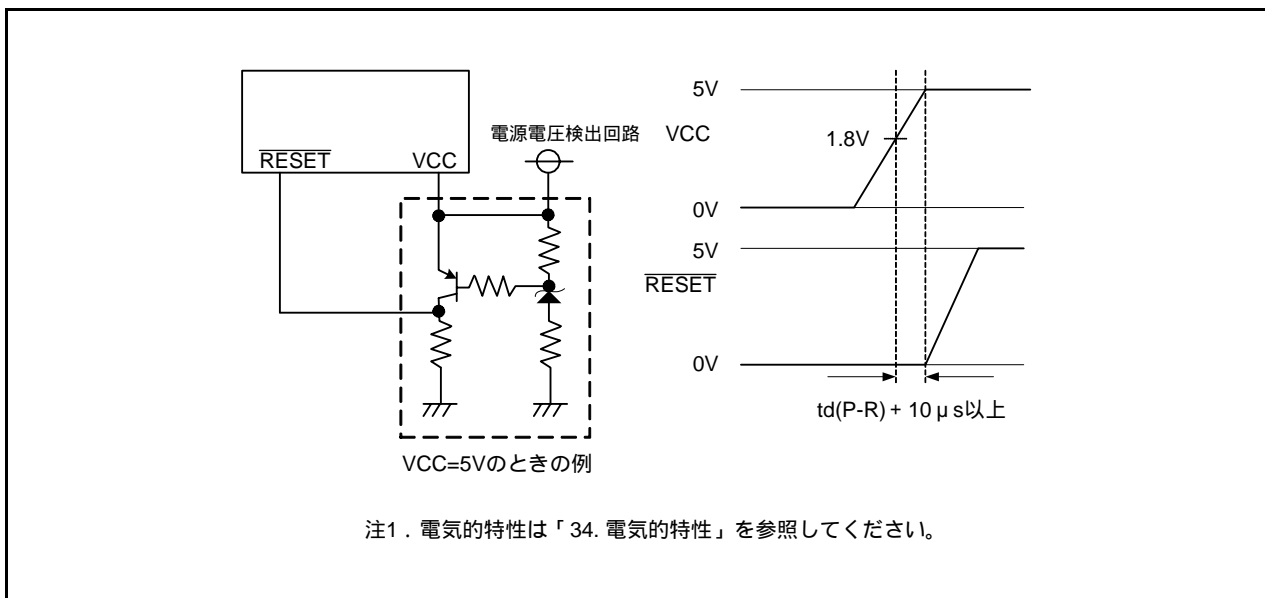 RESET
VCC
電源電圧検出回路
VCC=5Vのときの例
5V
VCC
1.8V
0V
5V
RESET
0V
td(P-R) + 10 μs以上
注1．電気的特性は「34. 電気的特性」を参照してください。